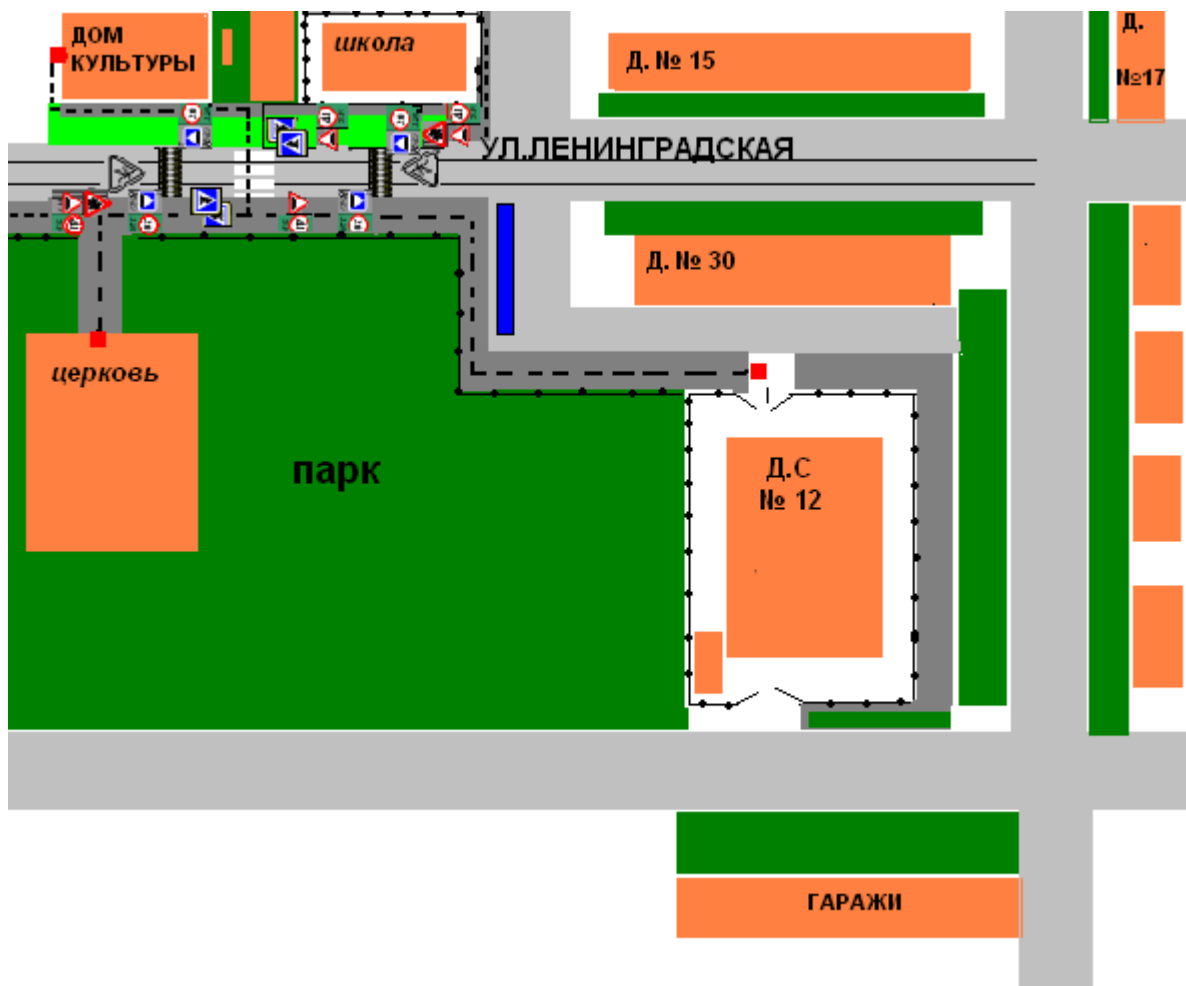 ДОМ
КУЛЬТУРЫ
школа
Д. № 15
Д.
№17
УЛ.ЛЕНИНГРАДСКАЯ
Д. № 30
церковь
парк
Д.С
№ 12
ГАРАЖИ